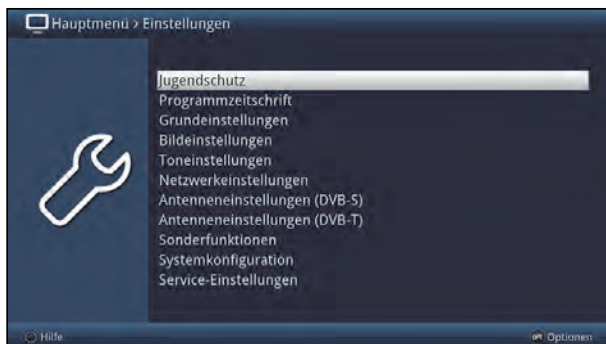 Hauptmenü > Einstellungen
Jugendschutz
Programmzeitschrift
Grundeinstellungen
Bildeinstellungen
Toneinstellungen
Netzwerkeinstellungen
Antenneneinstellungen (DVB-S)
Antenneneinstellungen (DVB-T)
Sonderfunktionen
Systemkonfiguration
Service-Einstellungen
Hilfe Optionen